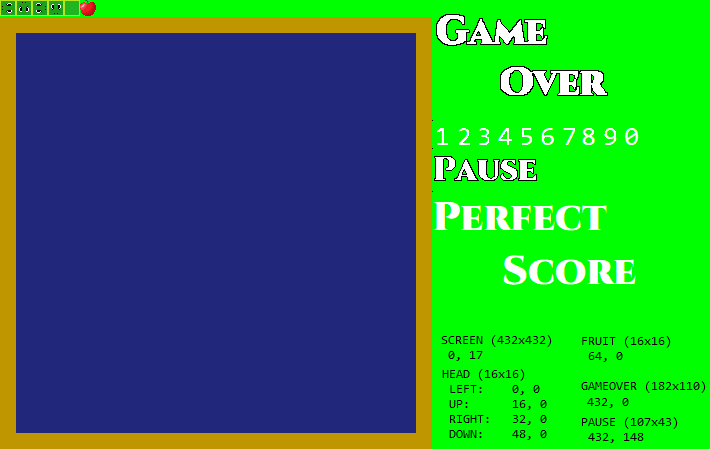 GAME
OVER
1 2 3 4 5 6 7 8 9 0
PAUSE
PERFECT
SCORE
SCREEN (432x432)
0, 17
HEAD (16x16)
LEFT: 0, 0
UP: 16, 0
RIGHT: 32, 0
DOWN: 48, 0
FRUIT (16x16)
64, 0
GAMEOVER (182x110)
432, 0
PAUSE (107x43)
432, 148